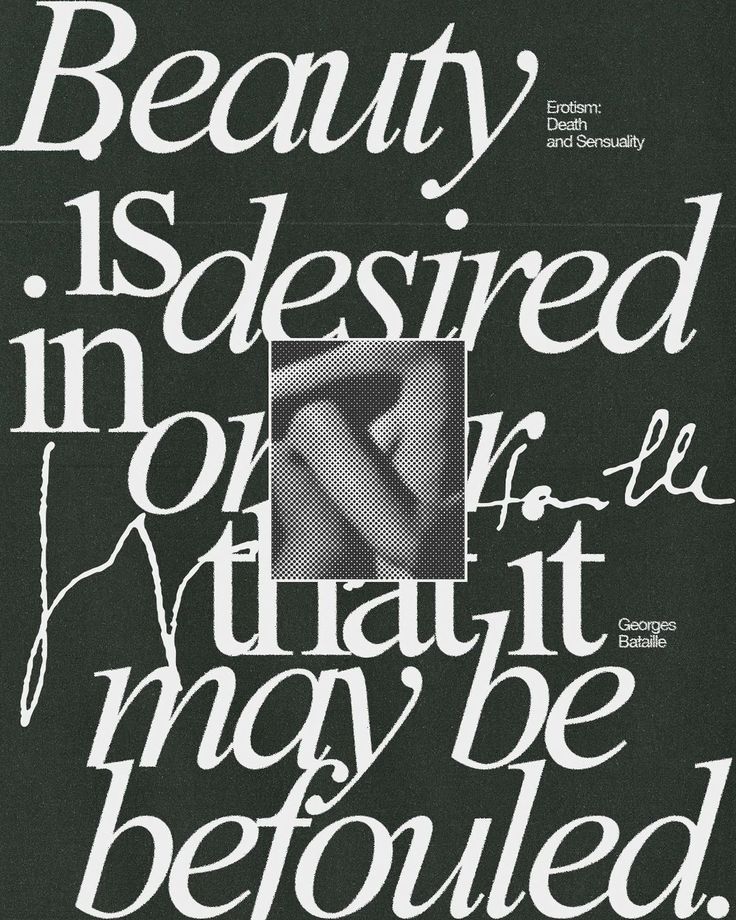 Beauty
Erotism:
Death
and Sensuality
is desired
in or r
that it
Georges
Bataille
may be
befouled.